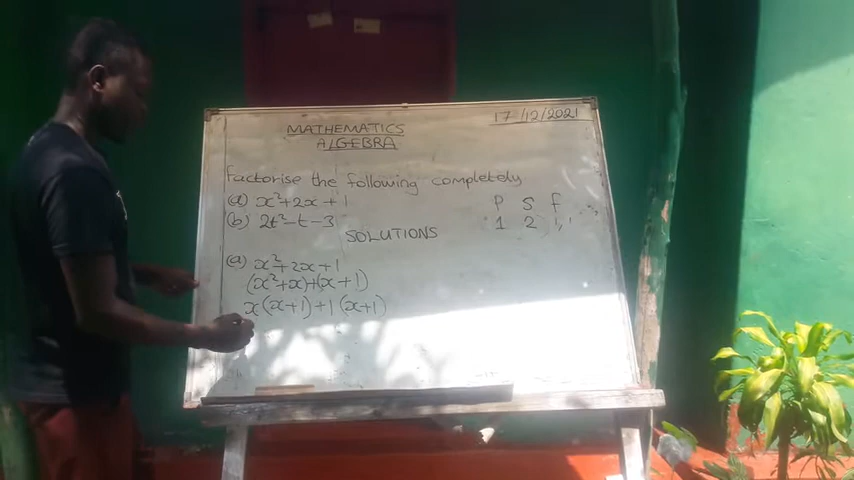 17/12/2021
MATHEMATICS
ALGEBRA
Factorise the following completely
(a) x²+2x+1
(b) 2t²-t-3
P S F
1 2 1,1
SOLUTIONS
(a) x²+2x+1
(x²+x)+(x+1)
x(x+1)+1(x+1)